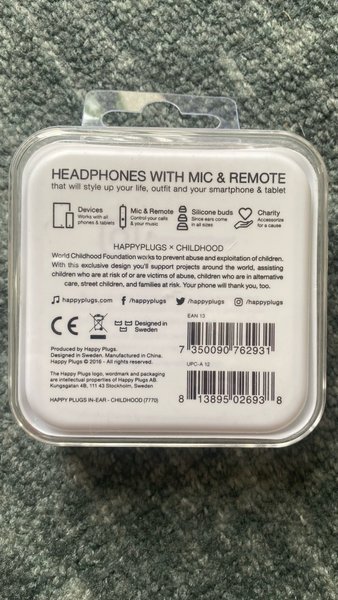 HEADPHONES WITH MIC & REMOTE
that will style up your life, outfit and your smartphone & tablet
Devices
Works with all
phones & tablets
Mic & Remote
Control your calls
& your music
Silicone buds
Since ears come
in all sizes
Charity
Accessories
for a cause
HAPPYPLUGS × CHILDHOOD
World Childhood Foundation works to prevent abuse and exploitation of children.
With this exclusive design you'll support projects around the world, assisting
children who are at risk of or are victims of abuse, children who are in alternative
care, street children, and families at risk. Your phone will thank you, too.
happyplugs.com
/happyplugs
/happyplugs
/happyplugs
CE
Designed in
Sweden
EAN 13
7 350090 762931
Produced by Happy Plugs.
Designed in Sweden. Manufactured in China.
Happy Plugs © 2016 - All rights reserved.
UPC-A 12
8 13895 02693 8
The Happy Plugs logo, wordmark and packaging
are intellectual properties of Happy Plugs AB.
Kungsgatan 4B, 111 43 Stockholm, Sweden
HAPPY PLUGS IN-EAR - CHILDHOOD (7770)